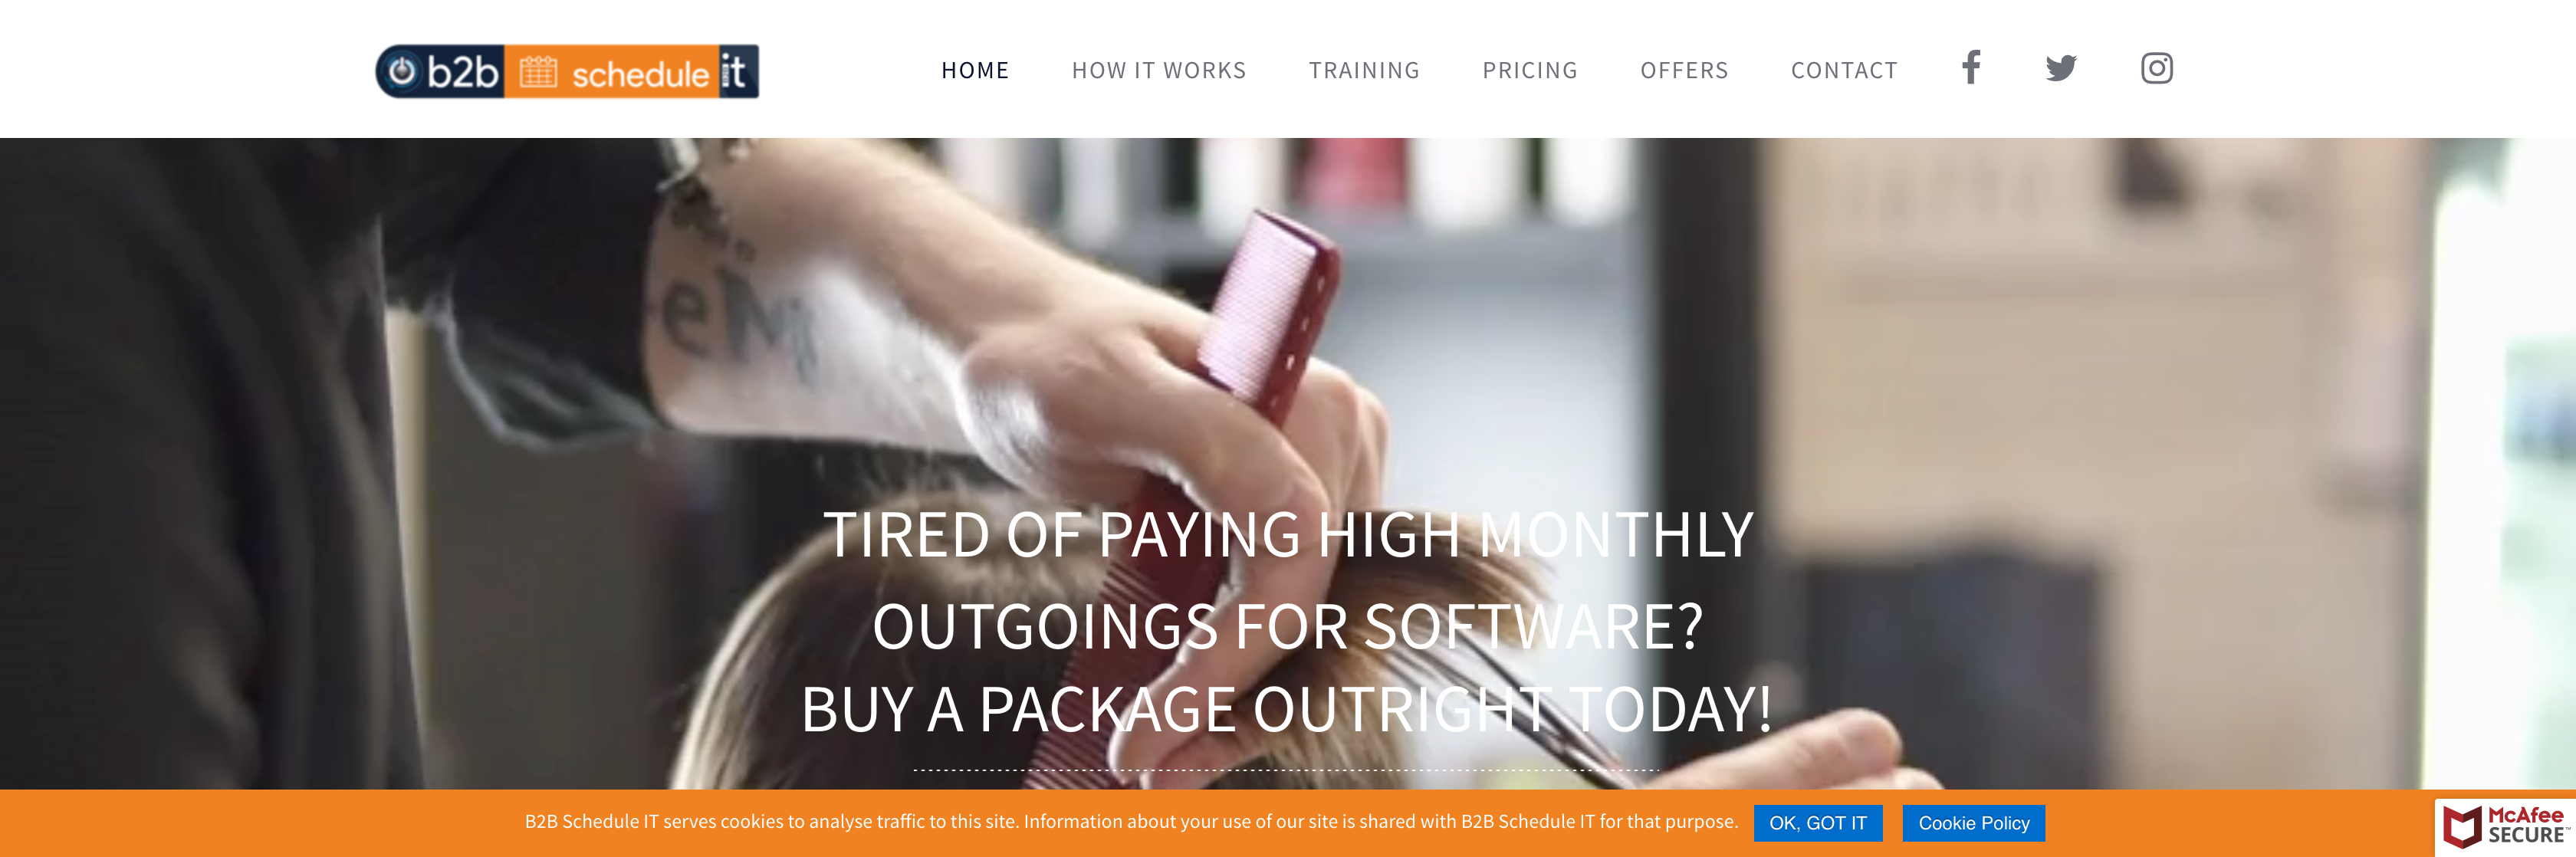 b2b schedule it
HOME HOW IT WORKS TRAINING PRICING OFFERS CONTACT
eM
TIRED OF PAYING HIGH MONTHLY
OUTGOINGS FOR SOFTWARE?
BUY A PACKAGE OUTRIGHT TODAY!
B2B Schedule IT serves cookies to analyse traffic to this site. Information about your use of our site is shared with B2B Schedule IT for that purpose. OK, GOT IT Cookie Policy
McAfee
SECURE™